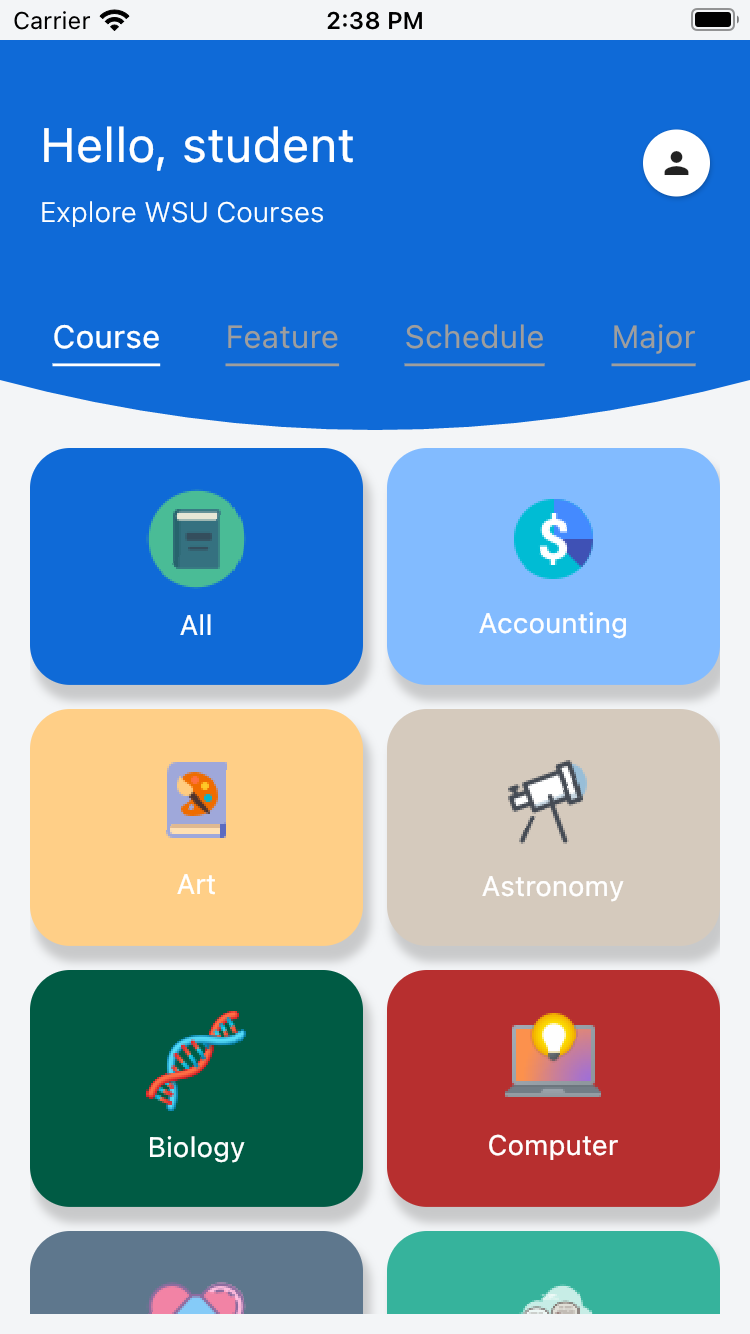 Carrier 2:38 PM
Hello, student
Explore WSU Courses
Course Feature Schedule Major
All Accounting
Art Astronomy
Biology Computer